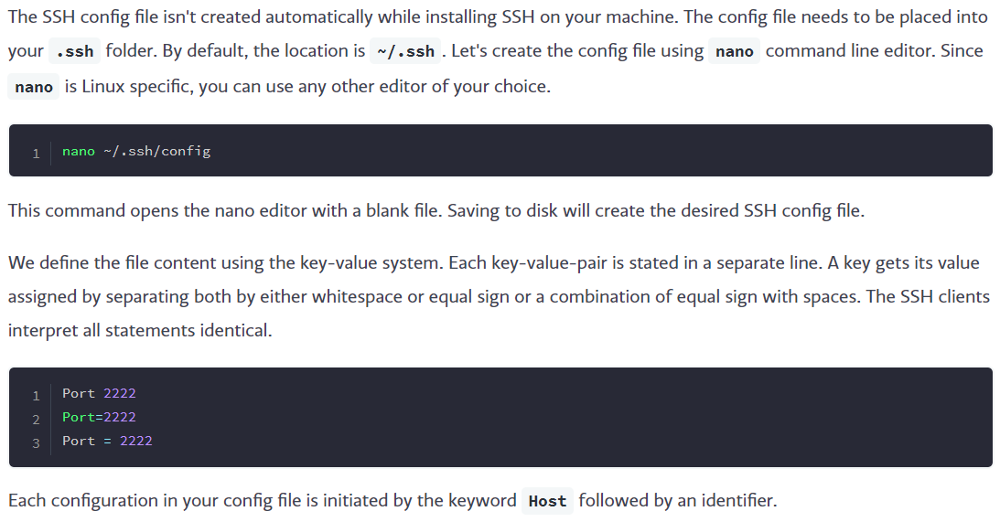 The SSH config file isn't created automatically while installing SSH on your machine. The config file needs to be placed into
your .ssh folder. By default, the location is ~/.ssh . Let's create the config file using nano command line editor. Since
nano is Linux specific, you can use any other editor of your choice.
1 nano ~/.ssh/config
This command opens the nano editor with a blank file. Saving to disk will create the desired SSH config file.
We define the file content using the key-value system. Each key-value-pair is stated in a separate line. A key gets its value
assigned by separating both by either whitespace or equal sign or a combination of equal sign with spaces. The SSH clients
interpret all statements identical.
1 Port 2222
2 Port=2222
3 Port = 2222
Each configuration in your config file is initiated by the keyword Host followed by an identifier.